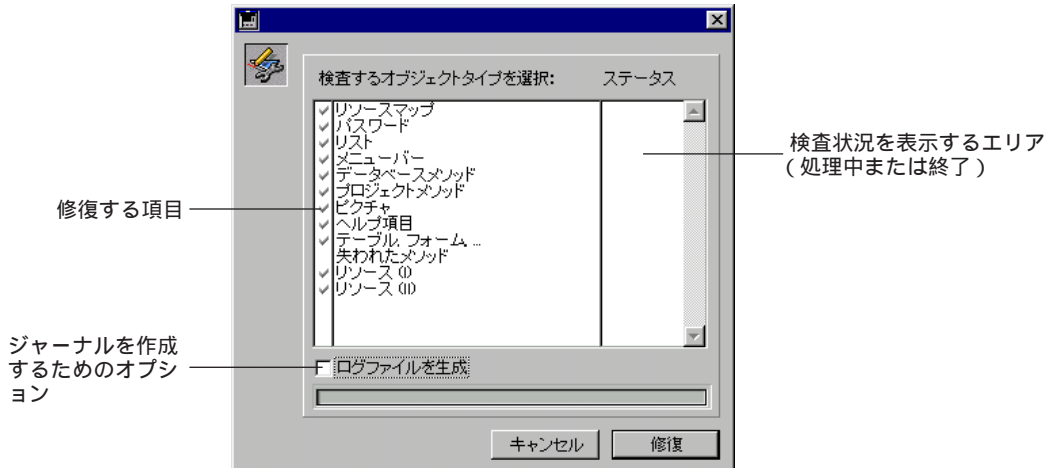 検査するオブジェクトタイプを選択:
ステータス
リソースマップ
パスワード
リスト
メニューバー
データベースメソッド
プロジェクトメソッド
ピクチャ
ヘルプ項目
テーブル, フォーム, ...
失われたメソッド
リソース (I)
リソース (II)
検査状況を表示するエリア
(処理中または終了)
修復する項目
ジャーナルを作成
するためのオプシ
ョン
ログファイルを生成
キャンセル
修復